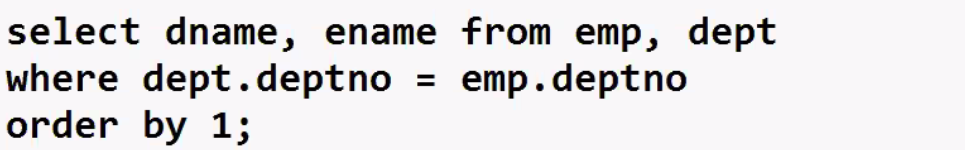 select dname, ename from emp, dept
where dept.deptno = emp.deptno
order by 1;